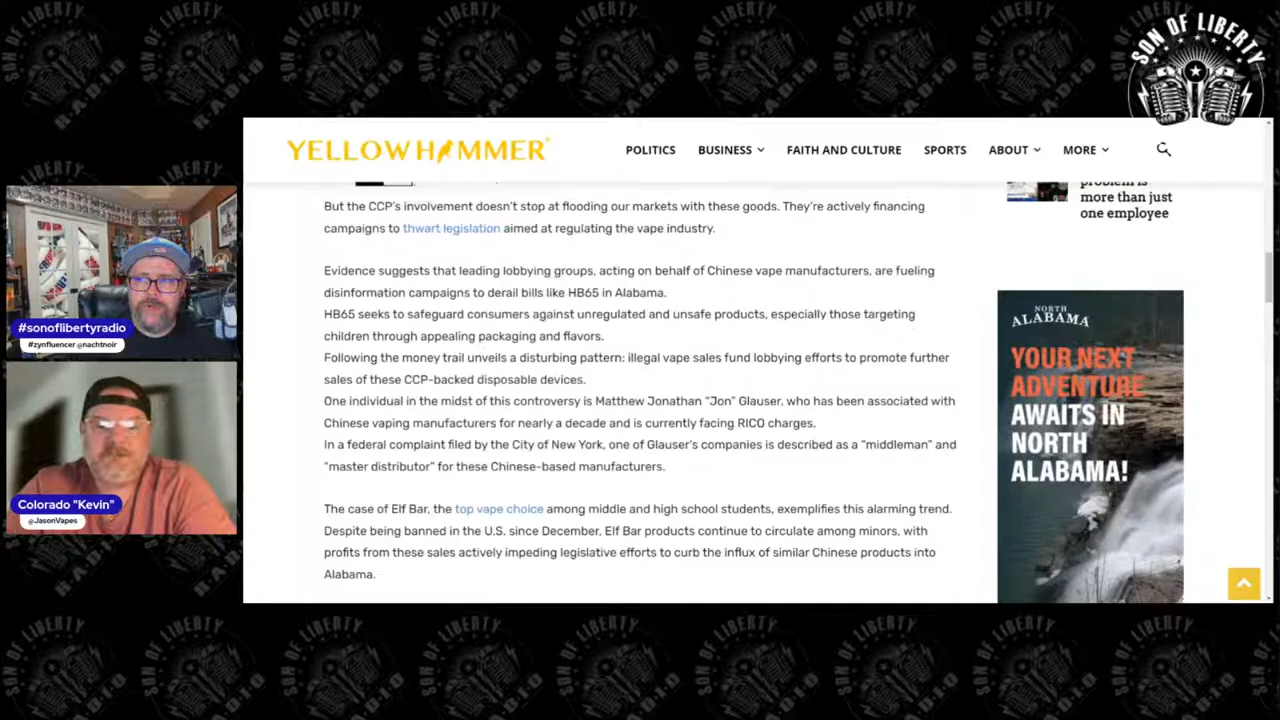 SON OF LIBERTY
YELLOWHAMMER
POLITICS
BUSINESS
FAITH AND CULTURE
SPORTS
ABOUT
MORE
problem is
more than just
one employee
But the CCP's involvement doesn't stop at flooding our markets with these goods. They're actively financing
campaigns to thwart legislation aimed at regulating the vape industry.
Evidence suggests that leading lobbying groups, acting on behalf of Chinese vape manufacturers, are fueling
disinformation campaigns to derail bills like HB65 in Alabama.
HB65 seeks to safeguard consumers against unregulated and unsafe products, especially those targeting
children through appealing packaging and flavors.
Following the money trail unveils a disturbing pattern: illegal vape sales fund lobbying efforts to promote further
sales of these CCP-backed disposable devices.
One individual in the midst of this controversy is Matthew Jonathan “Jon” Glauser, who has been associated with
Chinese vaping manufacturers for nearly a decade and is currently facing RICO charges.
In a federal complaint filed by the City of New York, one of Glauser's companies is described as a “middleman” and
“master distributor” for these Chinese-based manufacturers.
The case of Elf Bar, the top vape choice among middle and high school students, exemplifies this alarming trend.
Despite being banned in the U.S. since December, Elf Bar products continue to circulate among minors, with
profits from these sales actively impeding legislative efforts to curb the influx of similar Chinese products into
Alabama.
NORTH
ALABAMA
YOUR NEXT
ADVENTURE
AWAITS IN
NORTH
ALABAMA!
#sonoflibertyradio
#zynfluencer @nachtnoir
Colorado "Kevin"
@JasonVapes